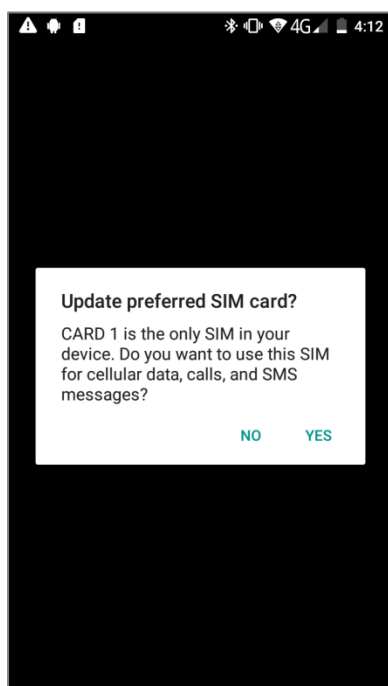 4G 4:12
Update preferred SIM card?
CARD 1 is the only SIM in your
device. Do you want to use this SIM
for cellular data, calls, and SMS
messages?
NO YES